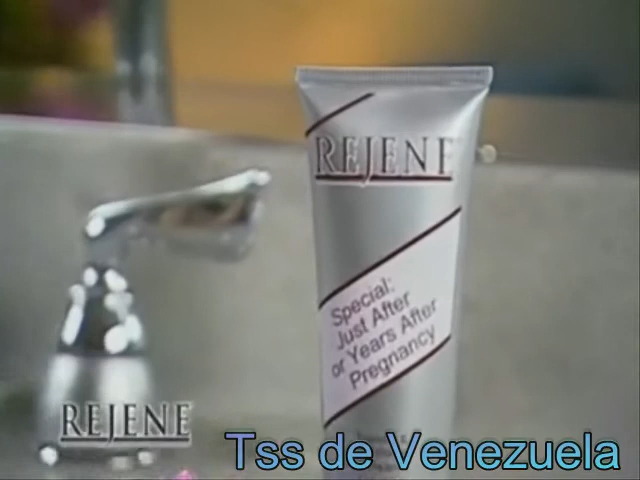 REJENE
Special:
Just After
or Years After
Pregnancy
REJENE
Tss de Venezuela